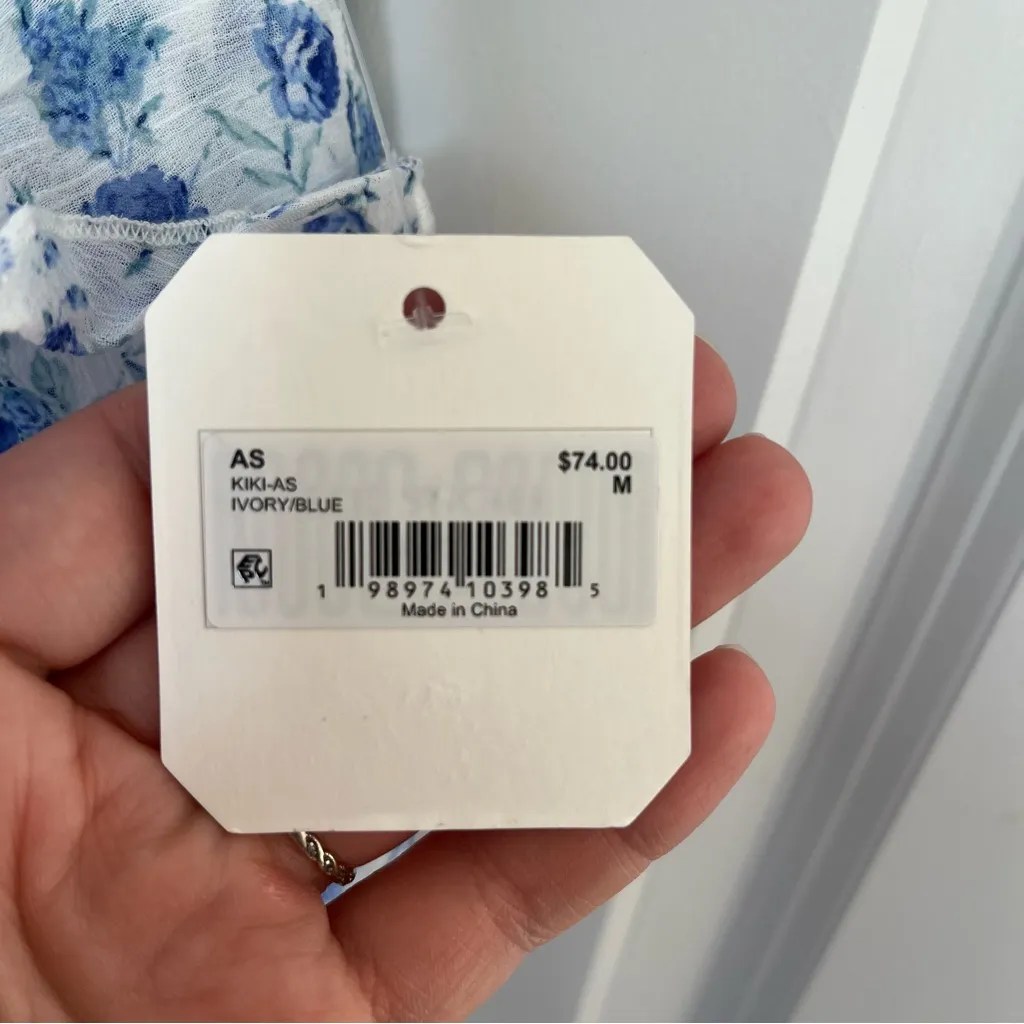 AS $74.00
KIKI-AS M
IVORY/BLUE
1 98974 10398 5
Made in China